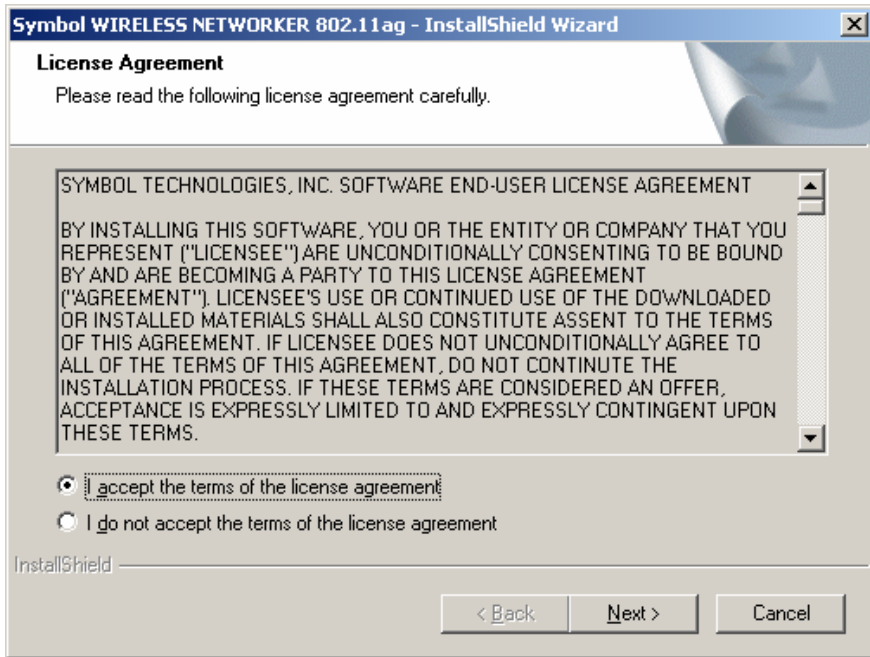 Symbol WIRELESS NETWORKER 802.11ag - InstallShield Wizard
License Agreement
Please read the following license agreement carefully.
SYMBOL TECHNOLOGIES, INC. SOFTWARE END-USER LICENSE AGREEMENT
BY INSTALLING THIS SOFTWARE, YOU OR THE ENTITY OR COMPANY THAT YOU
REPRESENT ("LICENSEE") ARE UNCONDITIONALLY CONSENTING TO BE BOUND
BY AND ARE BECOMING A PARTY TO THIS LICENSE AGREEMENT
("AGREEMENT"). LICENSEE'S USE OR CONTINUED USE OF THE DOWNLOADED
OR INSTALLED MATERIALS SHALL ALSO CONSTITUTE ASSENT TO THE TERMS
OF THIS AGREEMENT. IF LICENSEE DOES NOT UNCONDITIONALLY AGREE TO
ALL OF THE TERMS OF THIS AGREEMENT, DO NOT CONTINUTE THE
INSTALLATION PROCESS. IF THESE TERMS ARE CONSIDERED AN OFFER,
ACCEPTANCE IS EXPRESSLY LIMITED TO AND EXPRESSLY CONTINGENT UPON
THESE TERMS.
I accept the terms of the license agreement
I do not accept the terms of the license agreement
InstallShield
< Back
Next >
Cancel